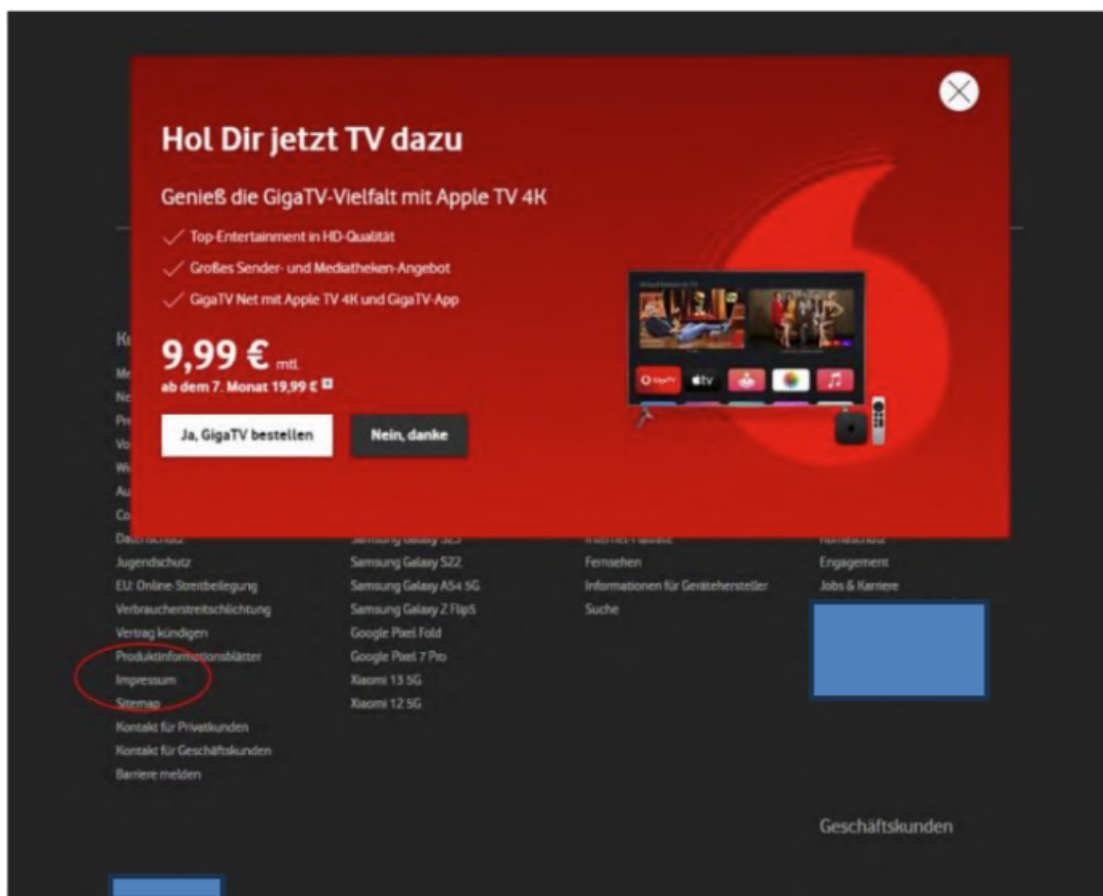 Hol Dir jetzt TV dazu
Genieß die GigaTV-Vielfalt mit Apple TV 4K
Top-Entertainment in HD-Qualität
Großes Sender- und Mediatheken-Angebot
GigaTV Net mit Apple TV 4K und GigaTV-App
9,99 € mtl.
ab dem 7. Monat 19,99 €
Ja, GigaTV bestellen
Nein, danke
GigaTV
tv
Jugendschutz
EU: Online-Streitbeilegung
Verbraucherstreitschlichtung
Vertrag kündigen
Produktinformationsblätter
Impressum
Sitemap
Kontakt für Privatkunden
Kontakt für Geschäftskunden
Barriere melden
Samsung Galaxy S22
Samsung Galaxy A54 5G
Samsung Galaxy Z Flip5
Google Pixel Fold
Google Pixel 7 Pro
Xiaomi 13 5G
Xiaomi 12 5G
Fernsehen
Informationen für Gerätehersteller
Suche
Engagement
Jobs & Karriere
Geschäftskunden